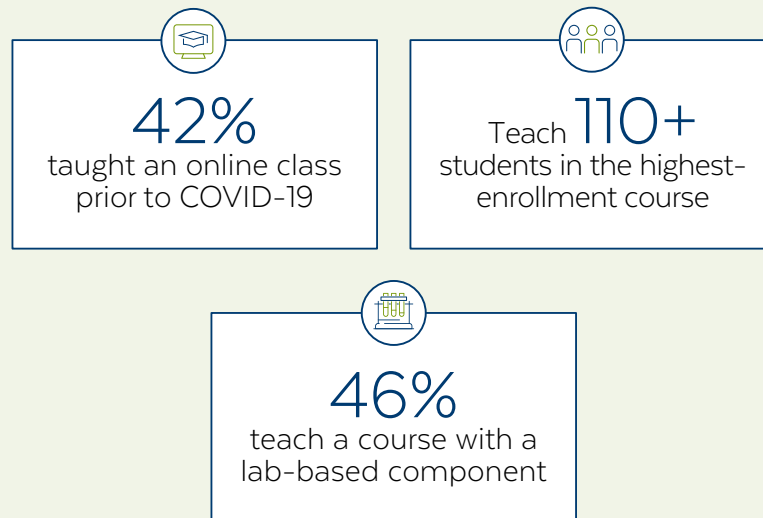 42%
taught an online class
prior to COVID-19
Teach 110+
students in the highest-
enrollment course
46%
teach a course with a
lab-based component